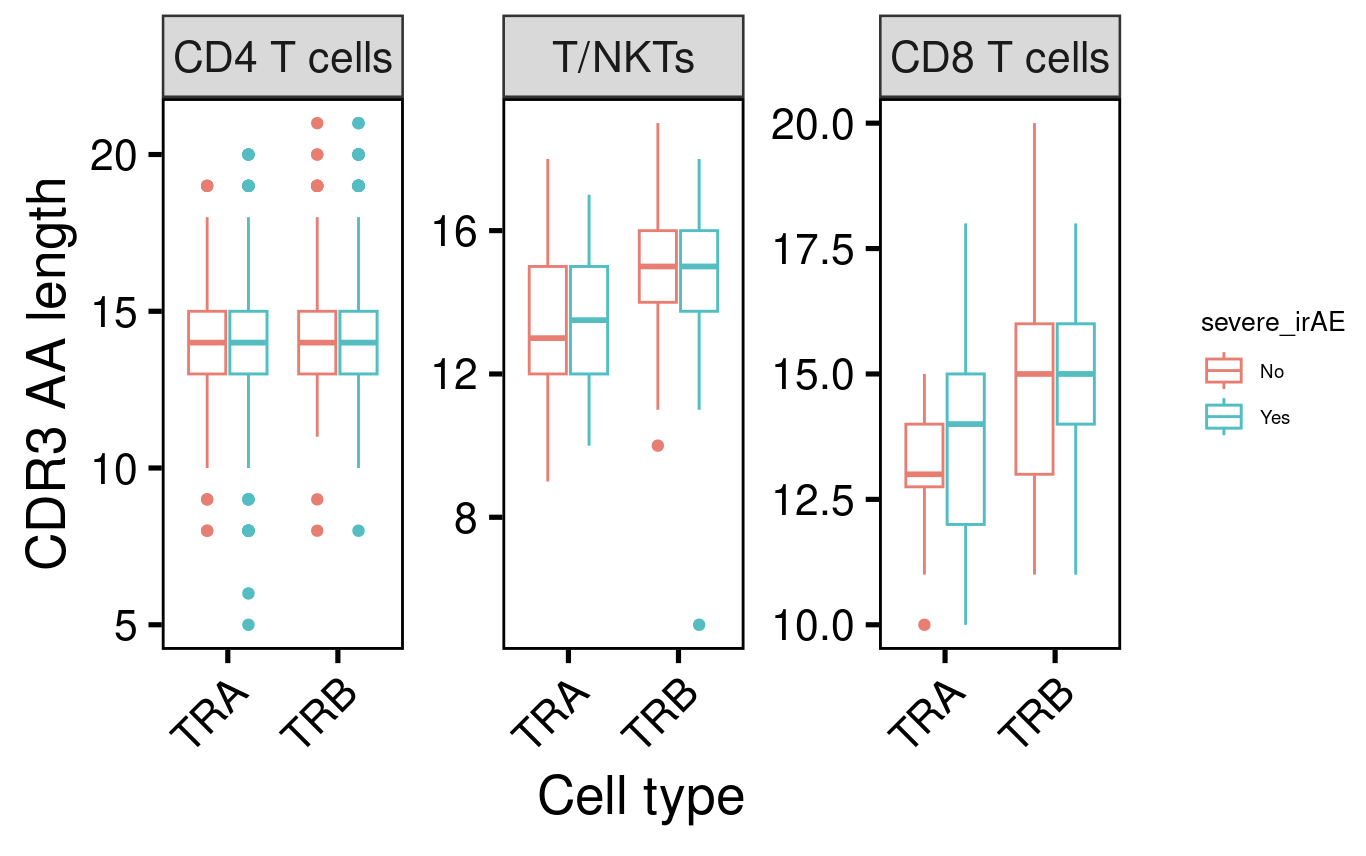 CD4 T cells
T/NKTs
CD8 T cells
CDR3 AA length
20
15
10
5
16
12
8
20.0
17.5
15.0
12.5
10.0
TRA
TRB
TRA
TRB
TRA
TRB
Cell type
severe_irAE
No
Yes